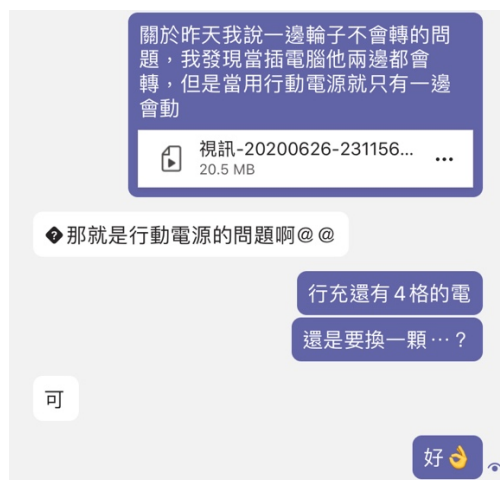 關於昨天我說一邊輪子不會轉的問
題，我發現當插電腦他兩邊都會
轉，但是當用行動電源就只有一邊
會動
視訊-20200626-231156...
20.5 MB
�那就是行動電源的問題啊@@
行充還有4格的電
還是要換一顆…？
可
好👌